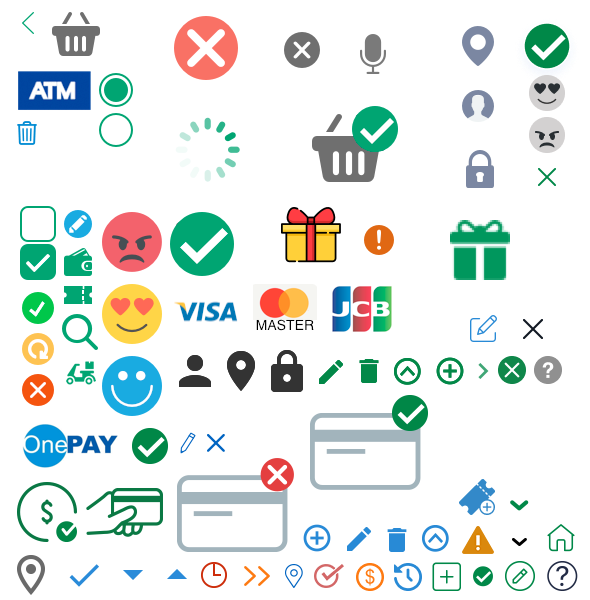 ATM
VISA
MASTER
JCB
OnePAY
$
?
$
?